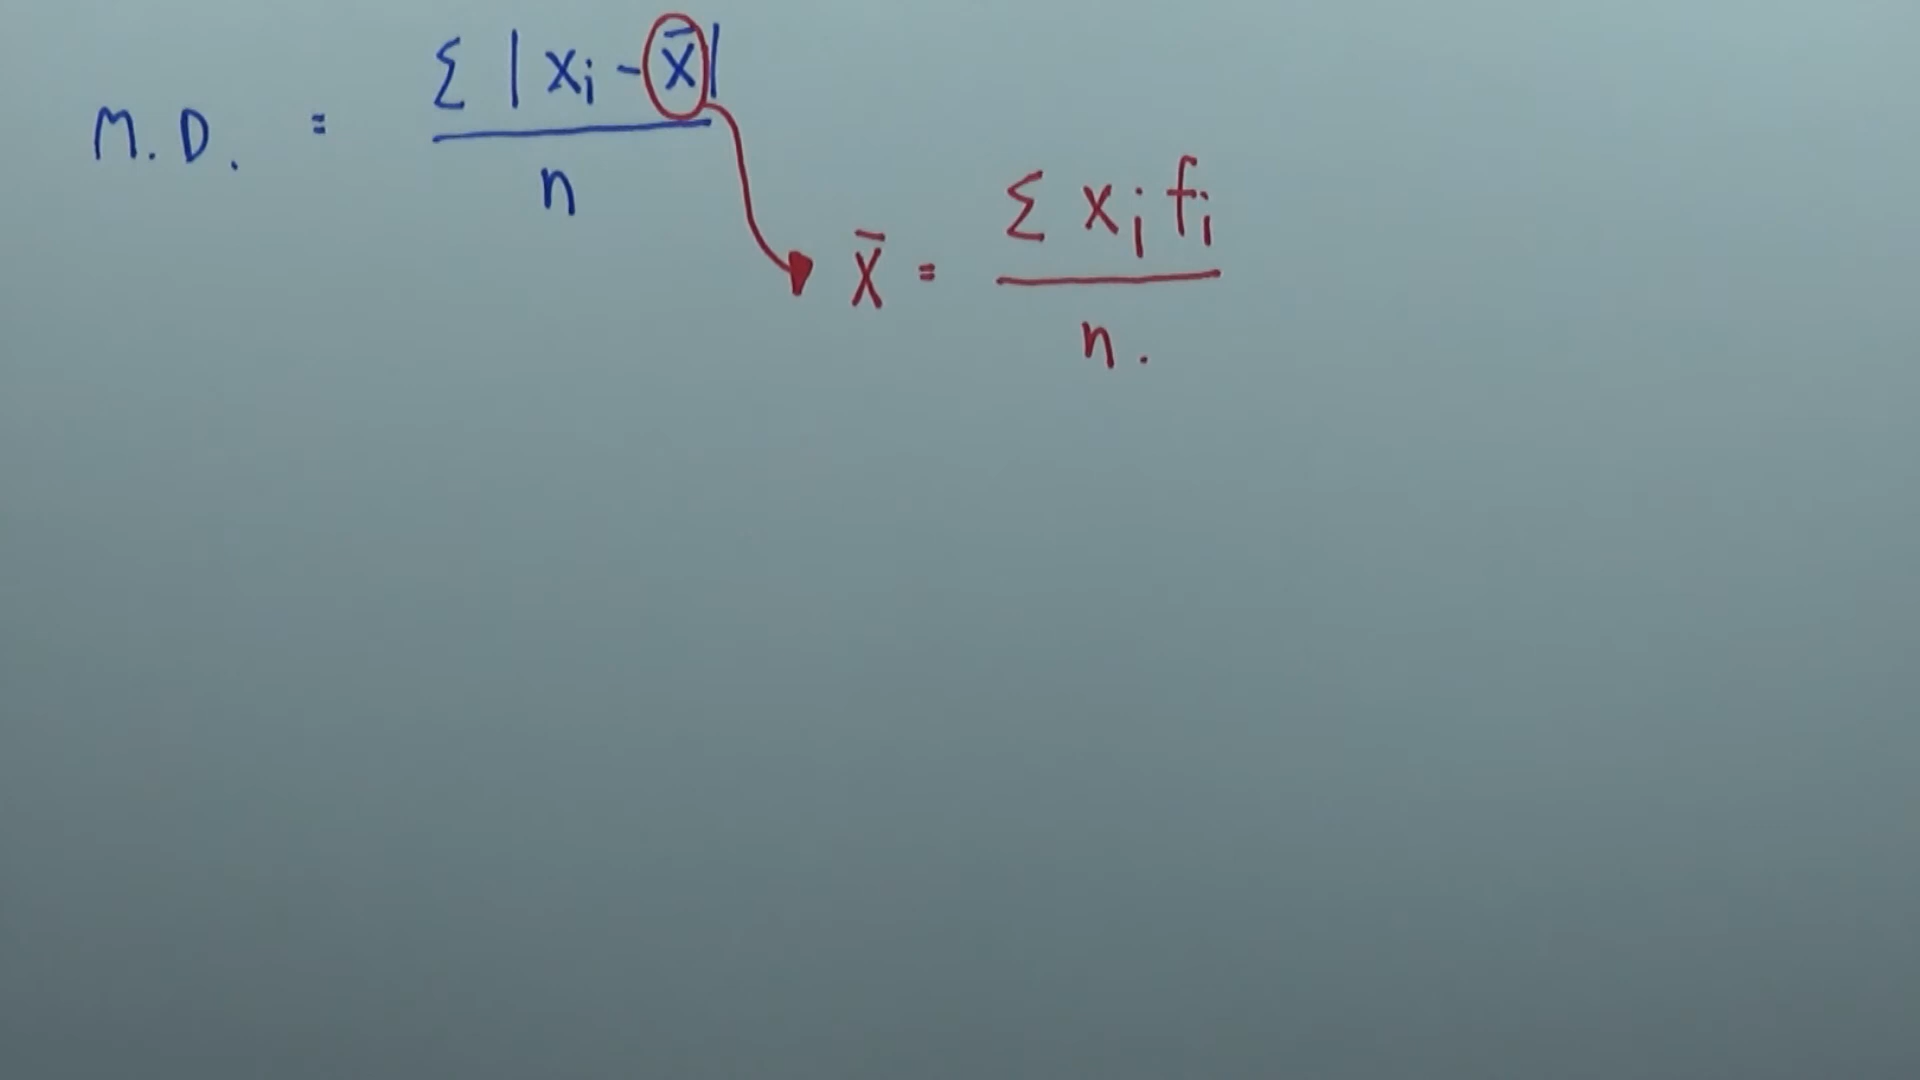 M.D. = Σ |xi - x̄| / n
x̄ = Σ xi fi / n.